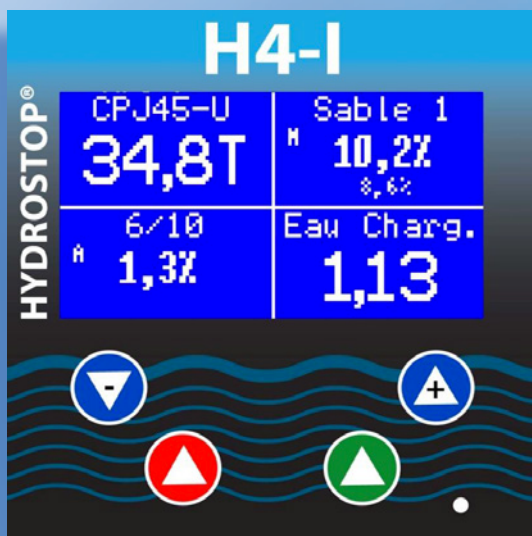 H4-I
HYDROSTOP®
CPJ45-U
34,8T
Sable 1
M 10,2%
8,6%
6/10
A 1,3%
Eau Charg.
1,13
-
+